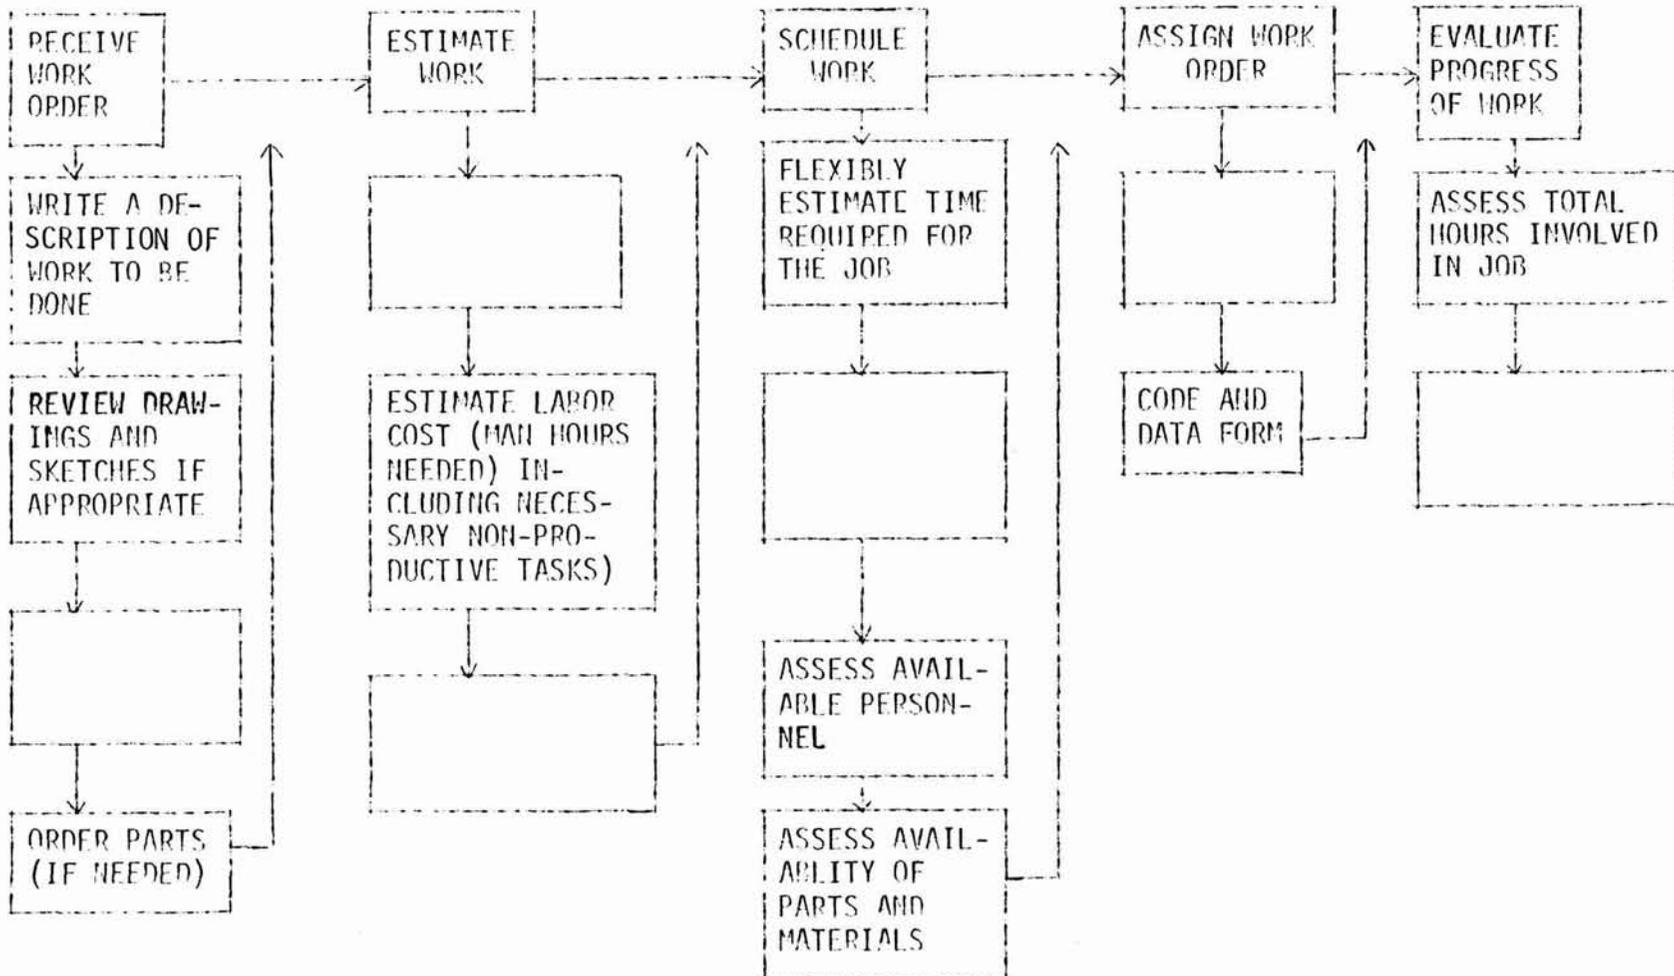 RECEIVE
WORK
ORDER
WRITE A DE-
SCRIPTION OF
WORK TO BE
DONE
REVIEW DRAW-
INGS AND
SKETCHES IF
APPROPRIATE
ORDER PARTS
(IF NEEDED)
ESTIMATE
WORK
ESTIMATE LABOR
COST (MAN HOURS
NEEDED) IN-
CLUDING NECES-
SARY NON-PRO-
DUCTIVE TASKS)
SCHEDULE
WORK
FLEXIBLY
ESTIMATE TIME
REQUIRED FOR
THE JOB
ASSESS AVAIL-
ABLE PERSON-
NEL
ASSESS AVAIL-
ABLITY OF
PARTS AND
MATERIALS
ASSIGN WORK
ORDER
CODE AND
DATA FORM
EVALUATE
PROGRESS
OF WORK
ASSESS TOTAL
HOURS INVOLVED
IN JOB